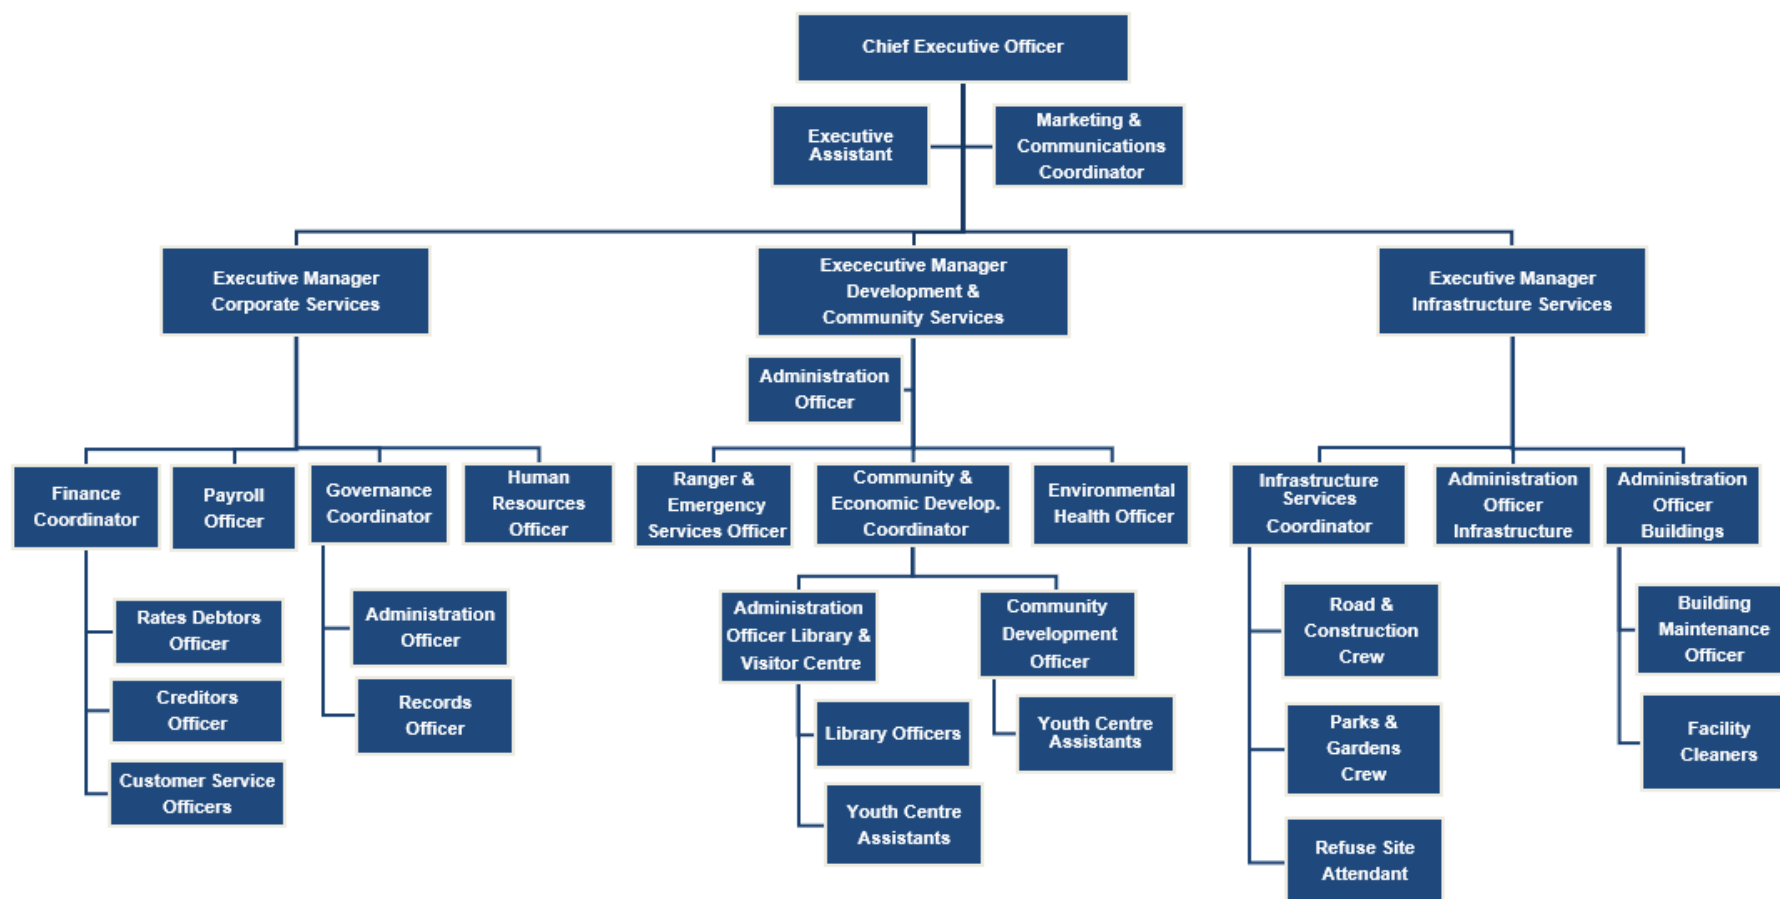 Chief Executive Officer
Executive
Assistant
Marketing &
Communications
Coordinator
Executive Manager
Corporate Services
Exececutive Manager
Development &
Community Services
Executive Manager
Infrastructure Services
Administration
Officer
Finance
Coordinator
Payroll
Officer
Governance
Coordinator
Human
Resources
Officer
Ranger &
Emergency
Services Officer
Community &
Economic Develop.
Coordinator
Environmental
Health Officer
Infrastructure
Services
Coordinator
Administration
Officer
Infrastructure
Administration
Officer
Buildings
Rates Debtors
Officer
Creditors
Officer
Customer Service
Officers
Administration
Officer
Records
Officer
Administration
Officer Library &
Visitor Centre
Library Officers
Youth Centre
Assistants
Community
Development
Officer
Youth Centre
Assistants
Road &
Construction
Crew
Parks &
Gardens
Crew
Refuse Site
Attendant
Building
Maintenance
Officer
Facility
Cleaners